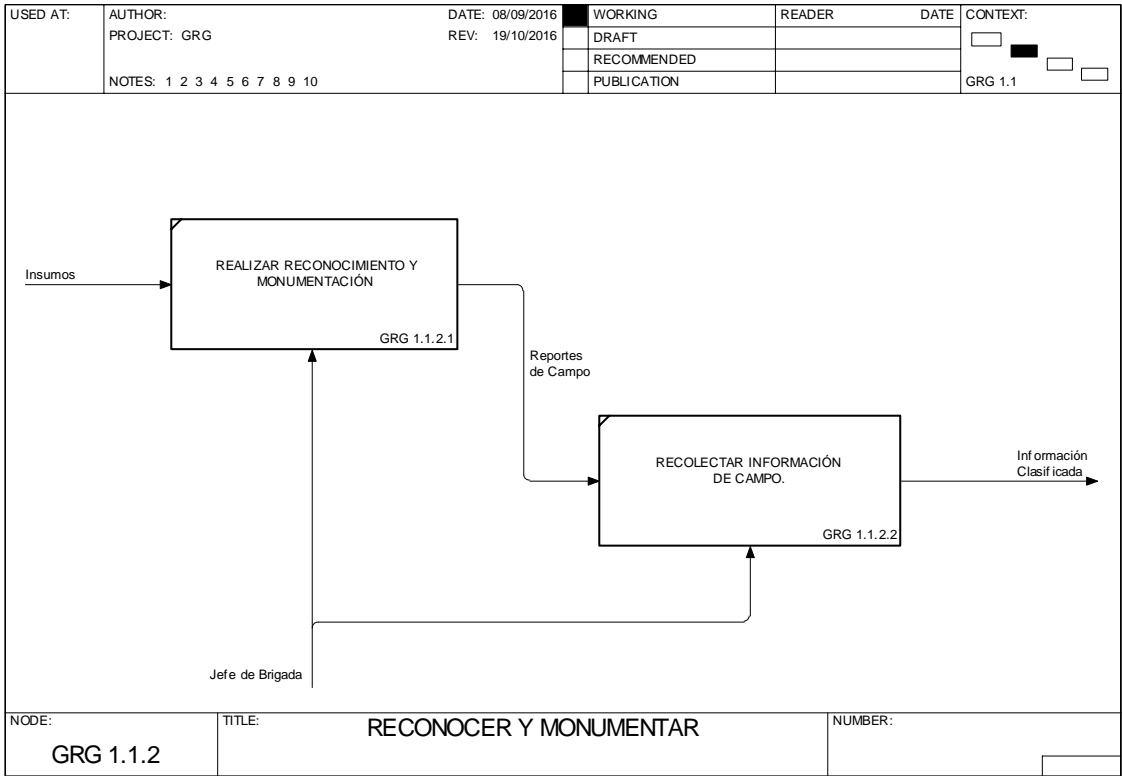 USED AT:
AUTHOR:
DATE: 08/09/2016
WORKING
READER
DATE
CONTEXT:
PROJECT: GRG
REV: 19/10/2016
DRAFT
RECOMMENDED
NOTES: 1 2 3 4 5 6 7 8 9 10
PUBLICATION
GRG 1.1
Insumos
REALIZAR RECONOCIMIENTO Y
MONUMENTACIÓN
GRG 1.1.2.1
Reportes
de Campo
RECOLECTAR INFORMACIÓN
DE CAMPO.
GRG 1.1.2.2
Información
Clasificada
Jefe de Brigada
NODE:
GRG 1.1.2
TITLE:
RECONOCER Y MONUMENTAR
NUMBER: